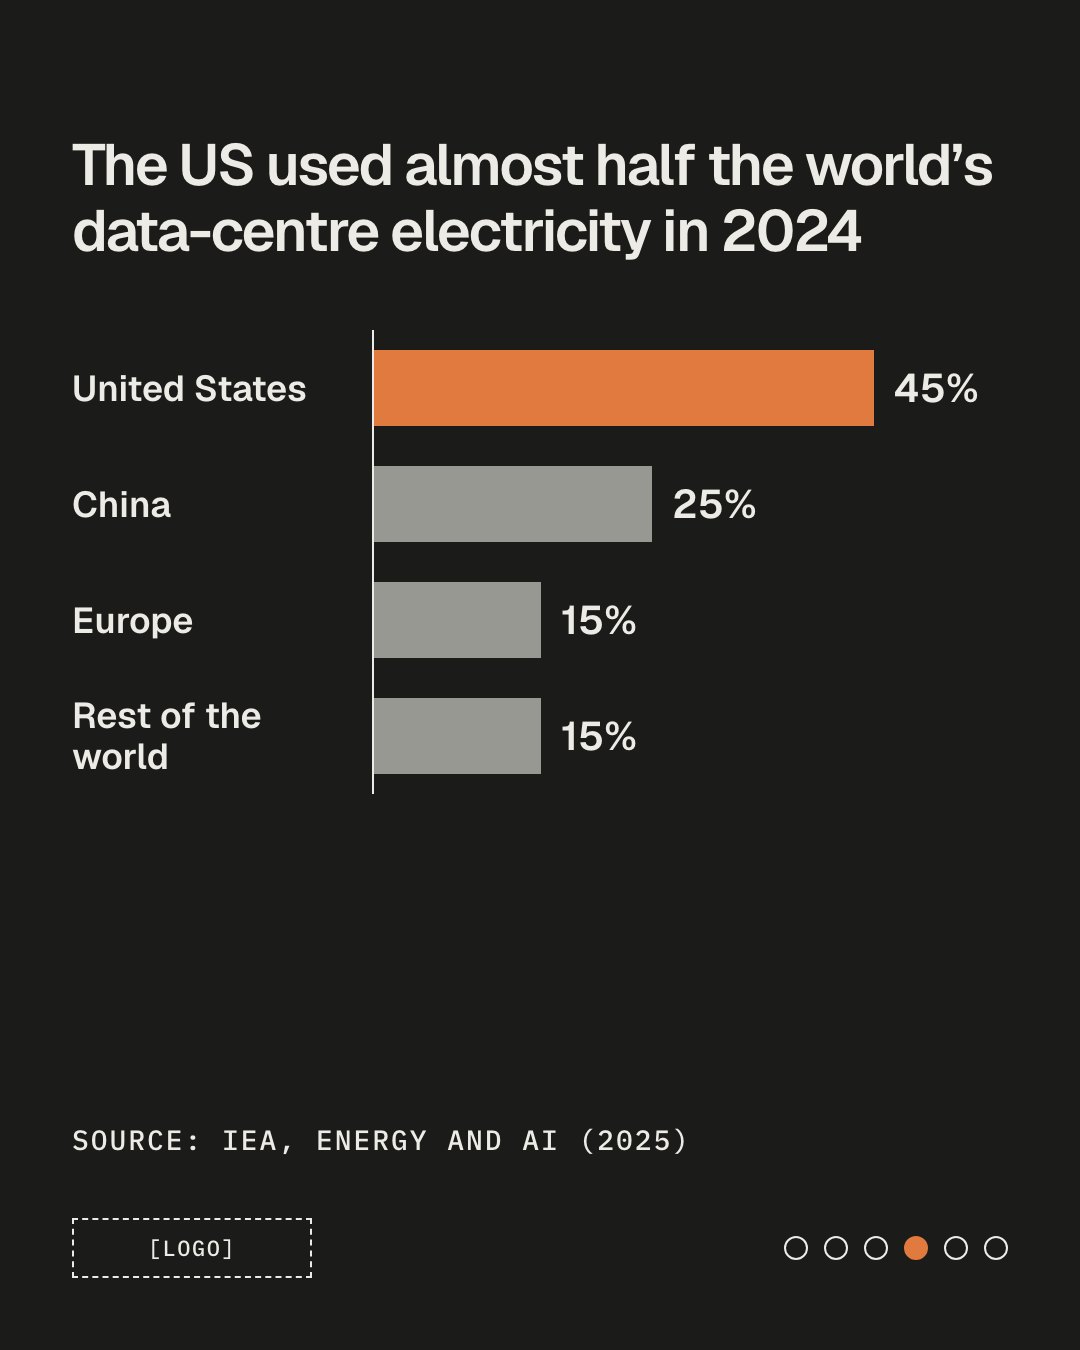 The US used almost half the world’s
data-centre electricity in 2024
United States
45%
China
25%
Europe
15%
Rest of the
world
15%
SOURCE: IEA, ENERGY AND AI (2025)
[LOGO]